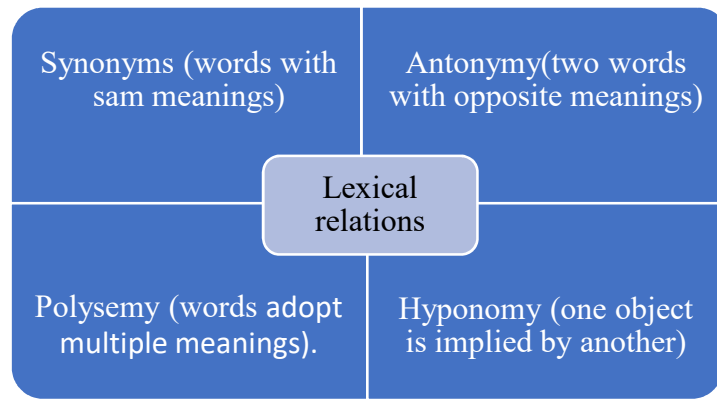 Synonyms (words with
sam meanings)
Antonymy(two words
with opposite meanings)
Lexical
relations
Polysemy (words adopt
multiple meanings).
Hyponomy (one object
is implied by another)